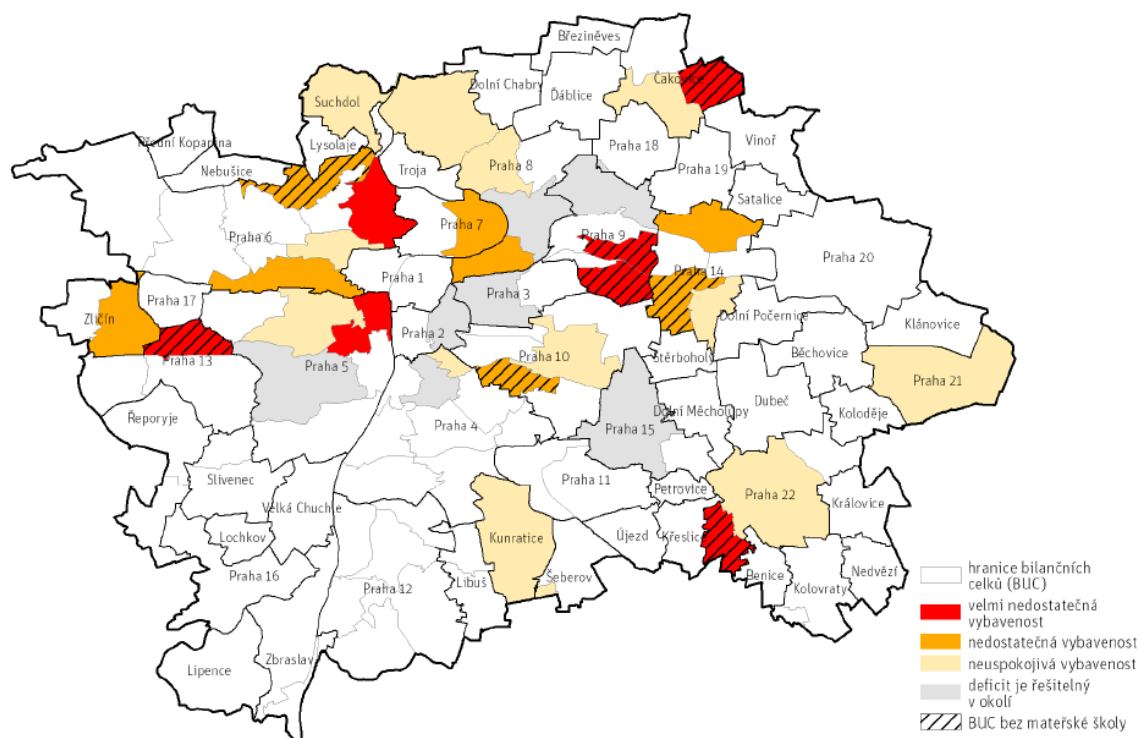 Březiněves
Dolní Chabry
Ďáblice
Čakovice
Suchdol
Přední Kopanina
Lysolaje
Nebušice
Troja
Praha 8
Praha 18
Praha 19
Vinoř
Satalice
Praha 6
Praha 7
Praha 9
Praha 14
Praha 20
Praha 1
Praha 3
Praha 17
Zličín
Praha 2
Dolní Počernice
Klánovice
Praha 13
Praha 5
Praha 10
Štěrboholy
Běchovice
Praha 21
Řeporyje
Praha 4
Praha 15
Dolní Měcholupy
Dubeč
Koloděje
Slivenec
Praha 11
Petrovice
Praha 22
Královice
Velká Chuchle
Lochkov
Kunratice
Újezd
Křeslic
Praha 16
Praha 12
Libuš
Šeberov
Benice
Kolovraty
Nedvězí
Lipence
Zbraslav
hranice bilančních
celků (BUC)
velmi nedostatečná
vybavenost
nedostatečná vybavenost
neuspokojivá vybavenost
deficit je řešitelný
v okolí
BUC bez mateřské školy